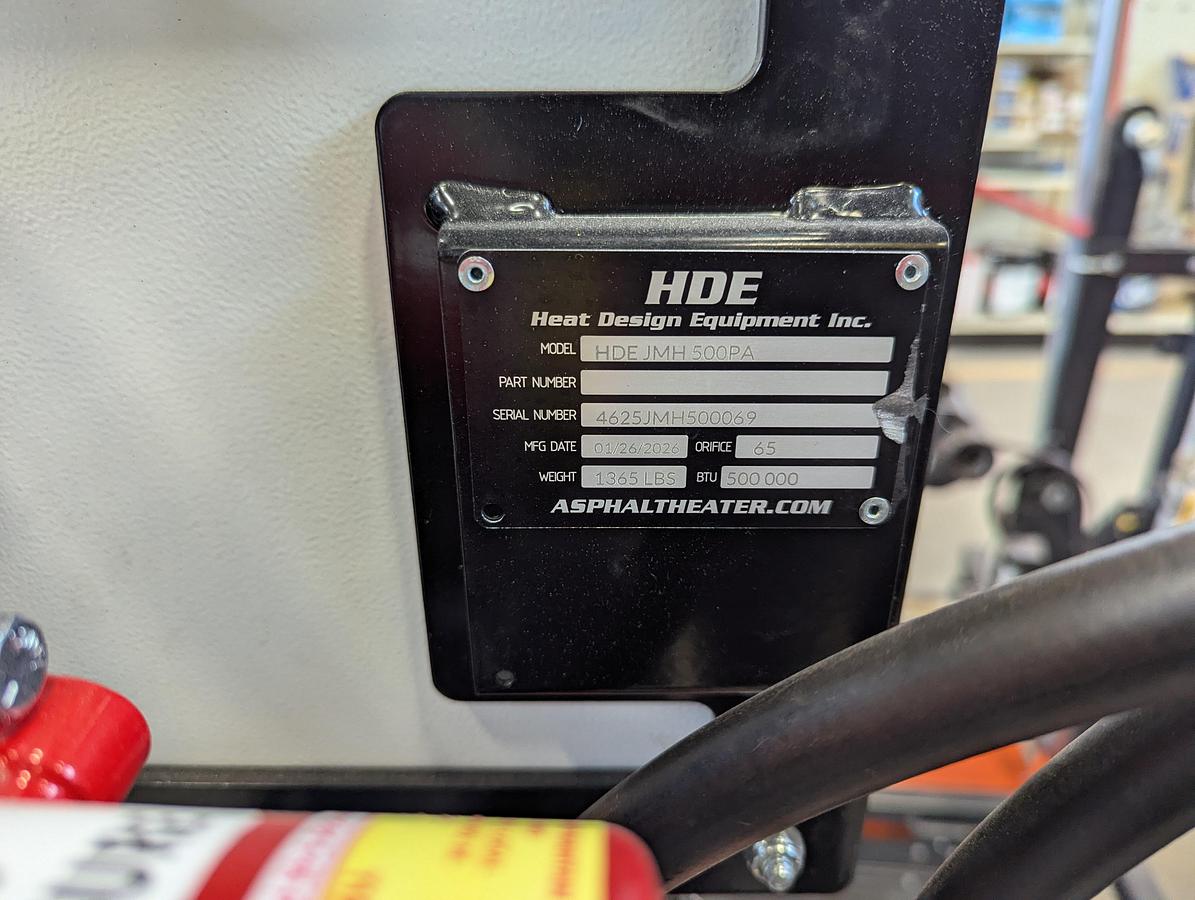 HDE
Heat Design Equipment Inc.
MODEL HDE JMH 500PA
PART NUMBER
SERIAL NUMBER 4625JMH500069
MFG DATE 01/26/2026 ORIFICE 65
WEIGHT 1365 LBS BTU 500 000
ASPHALTHEATER.COM